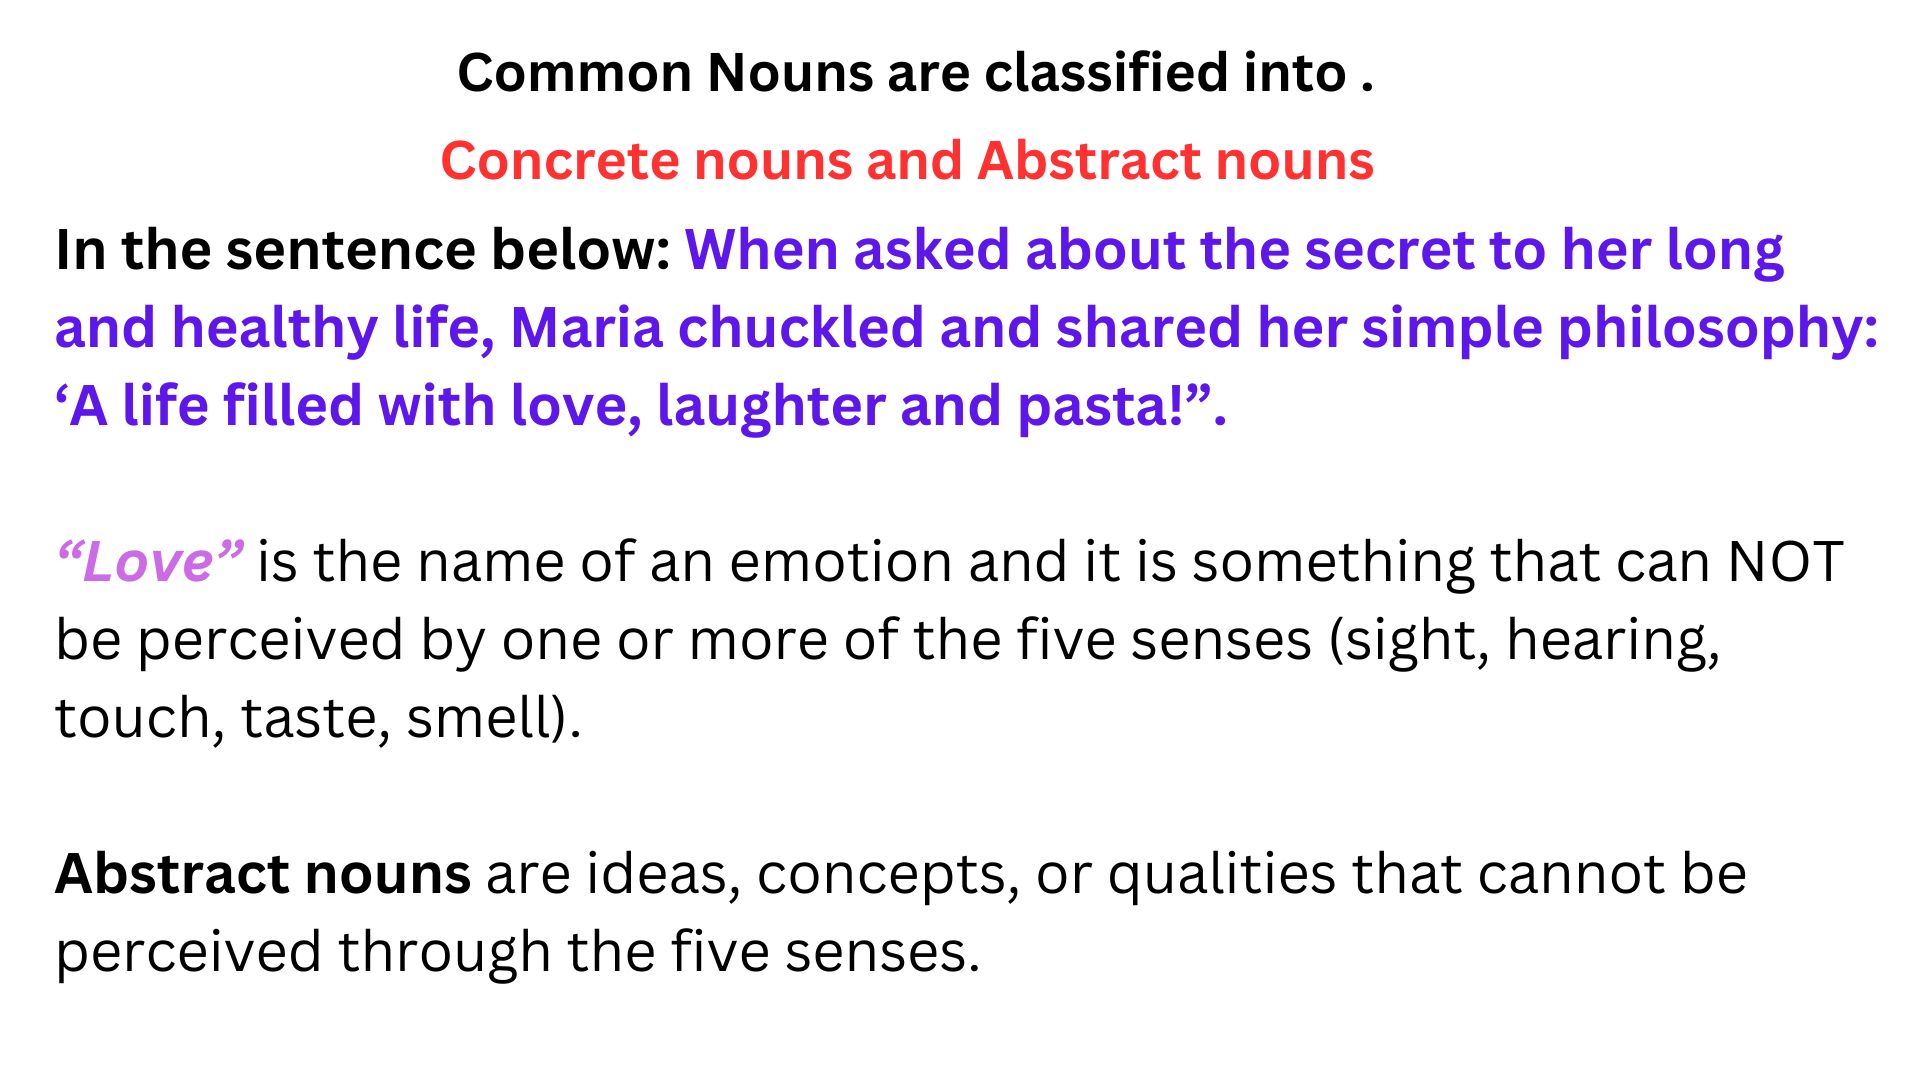 Common Nouns are classified into .
Concrete nouns and Abstract nouns
In the sentence below: When asked about the secret to her long
and healthy life, Maria chuckled and shared her simple philosophy:
‘A life filled with love, laughter and pasta!”.
“Love” is the name of an emotion and it is something that can NOT
be perceived by one or more of the five senses (sight, hearing,
touch, taste, smell).
Abstract nouns are ideas, concepts, or qualities that cannot be
perceived through the five senses.